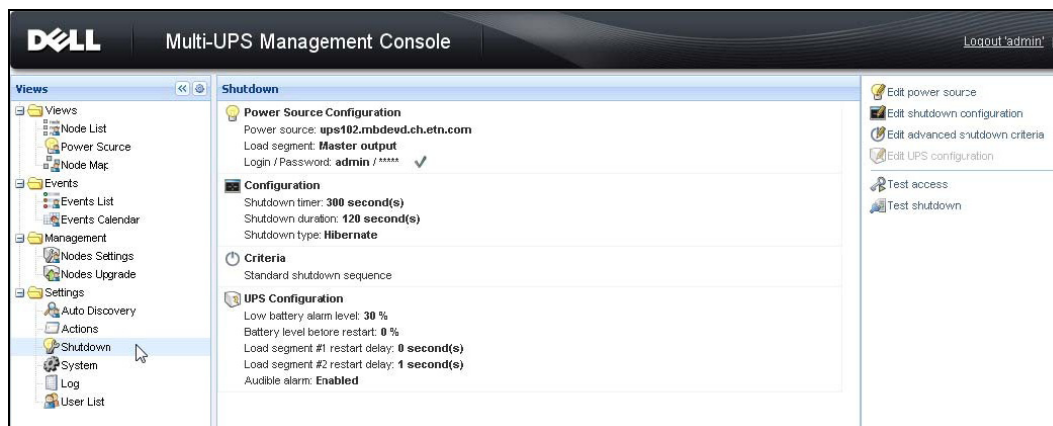 DELL Multi-UPS Management Console Logout 'admin'
Views
Views
Node List
Power Source
Node Map
Events
Events List
Events Calendar
Management
Nodes Settings
Nodes Upgrade
Settings
Auto Discovery
Actions
Shutdown
System
Log
User List
Shutdown
Power Source Configuration
Power source: ups102.mbdevd.ch.etn.com
Load segment: Master output
Login / Password: admin / *****
Configuration
Shutdown timer: 300 second(s)
Shutdown duration: 120 second(s)
Shutdown type: Hibernate
Criteria
Standard shutdown sequence
UPS Configuration
Low battery alarm level: 30 %
Battery level before restart: 0 %
Load segment #1 restart delay: 0 second(s)
Load segment #2 restart delay: 1 second(s)
Audible alarm: Enabled
Edit power source
Edit shutdown configuration
Edit advanced shutdown criteria
Edit UPS configuration
Test access
Test shutdown